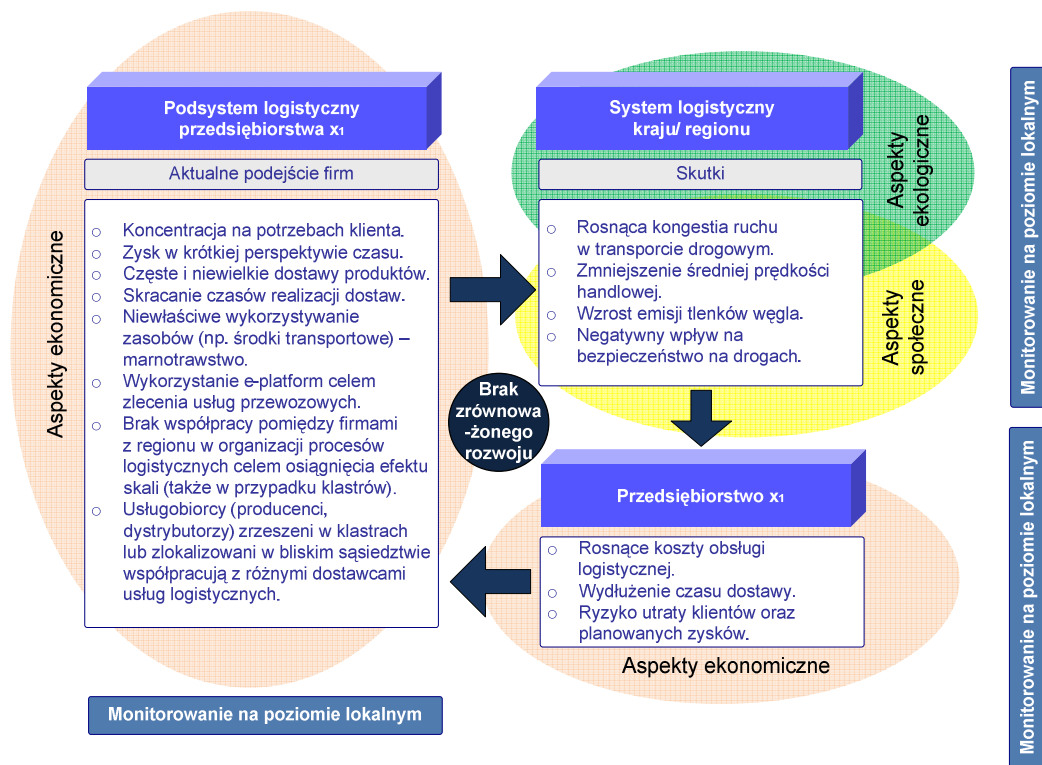 Podsystem logistyczny
przedsiębiorstwa x1
Aktualne podejście firm
○ Koncentracja na potrzebach klienta.
○ Zysk w krótkiej perspektywie czasu.
○ Częste i niewielkie dostawy produktów.
○ Skracanie czasów realizacji dostaw.
○ Niewłaściwe wykorzystywanie
zasobów (np. środki transportowe) –
marnotrawstwo.
○ Wykorzystanie e-platform celem
zlecenia usług przewozowych.
○ Brak współpracy pomiędzy firmami
z regionu w organizacji procesów
logistycznych celem osiągnięcia efektu
skali (także w przypadku klastrów).
○ Usługobiorcy (producenci,
dystrybutorzy) zrzeszeni w klastrach
lub zlokalizowani w bliskim sąsiedztwie
współpracują z różnymi dostawcami
usług logistycznych.
Aspekty ekonomiczne
Monitorowanie na poziomie lokalnym
System logistyczny
kraju/ regionu
Skutki
○ Rosnąca kongestia ruchu
w transporcie drogowym.
○ Zmniejszenie średniej prędkości
handlowej.
○ Wzrost emisji tlenków węgla.
○ Negatywny wpływ na
bezpieczeństwo na drogach.
Aspekty
ekologiczne
Aspekty
społeczne
Brak
zrównowa
-żonego
rozwoju
Przedsiębiorstwo x1
○ Rosnące koszty obsługi
logistycznej.
○ Wydłużenie czasu dostawy.
○ Ryzyko utraty klientów oraz
planowanych zysków.
Aspekty ekonomiczne
Monitorowanie na poziomie lokalnym
Monitorowanie na poziomie lokalnym